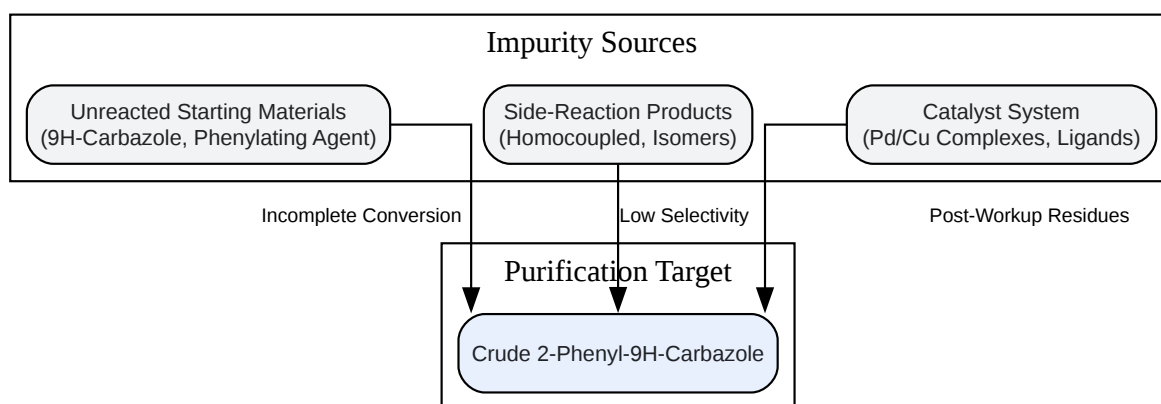 Impurity Sources
Unreacted Starting Materials
(9H-Carbazole, Phenylating Agent)
Side-Reaction Products
(Homocoupled, Isomers)
Catalyst System
(Pd/Cu Complexes, Ligands)
Incomplete Conversion
Low Selectivity
Post-Workup Residues
Purification Target
Crude 2-Phenyl-9H-Carbazole